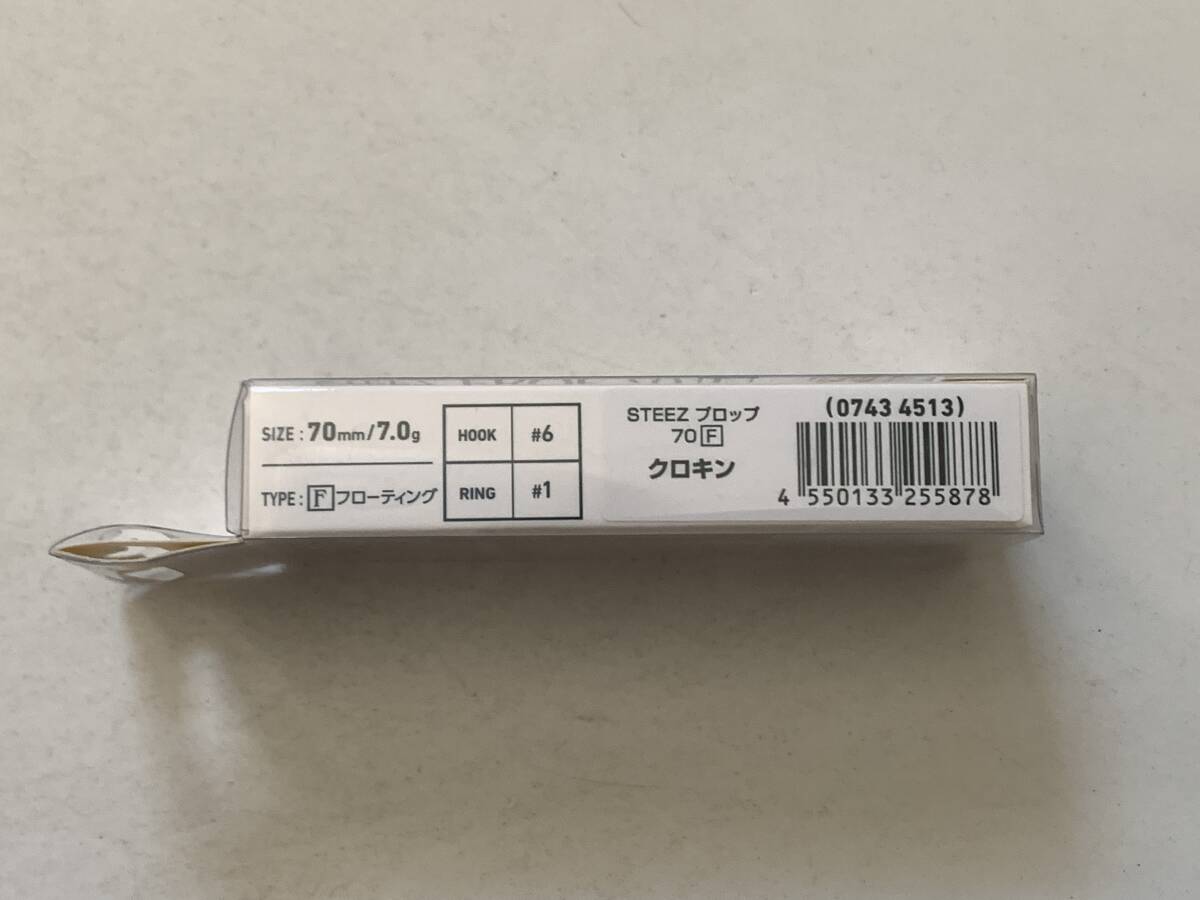 SIZE : 70mm/7.0g
TYPE : F フローティング
HOOK #6
RING #1
STEEZ プロップ
70 F
クロキン
(0743 4513)
4 550133 255878